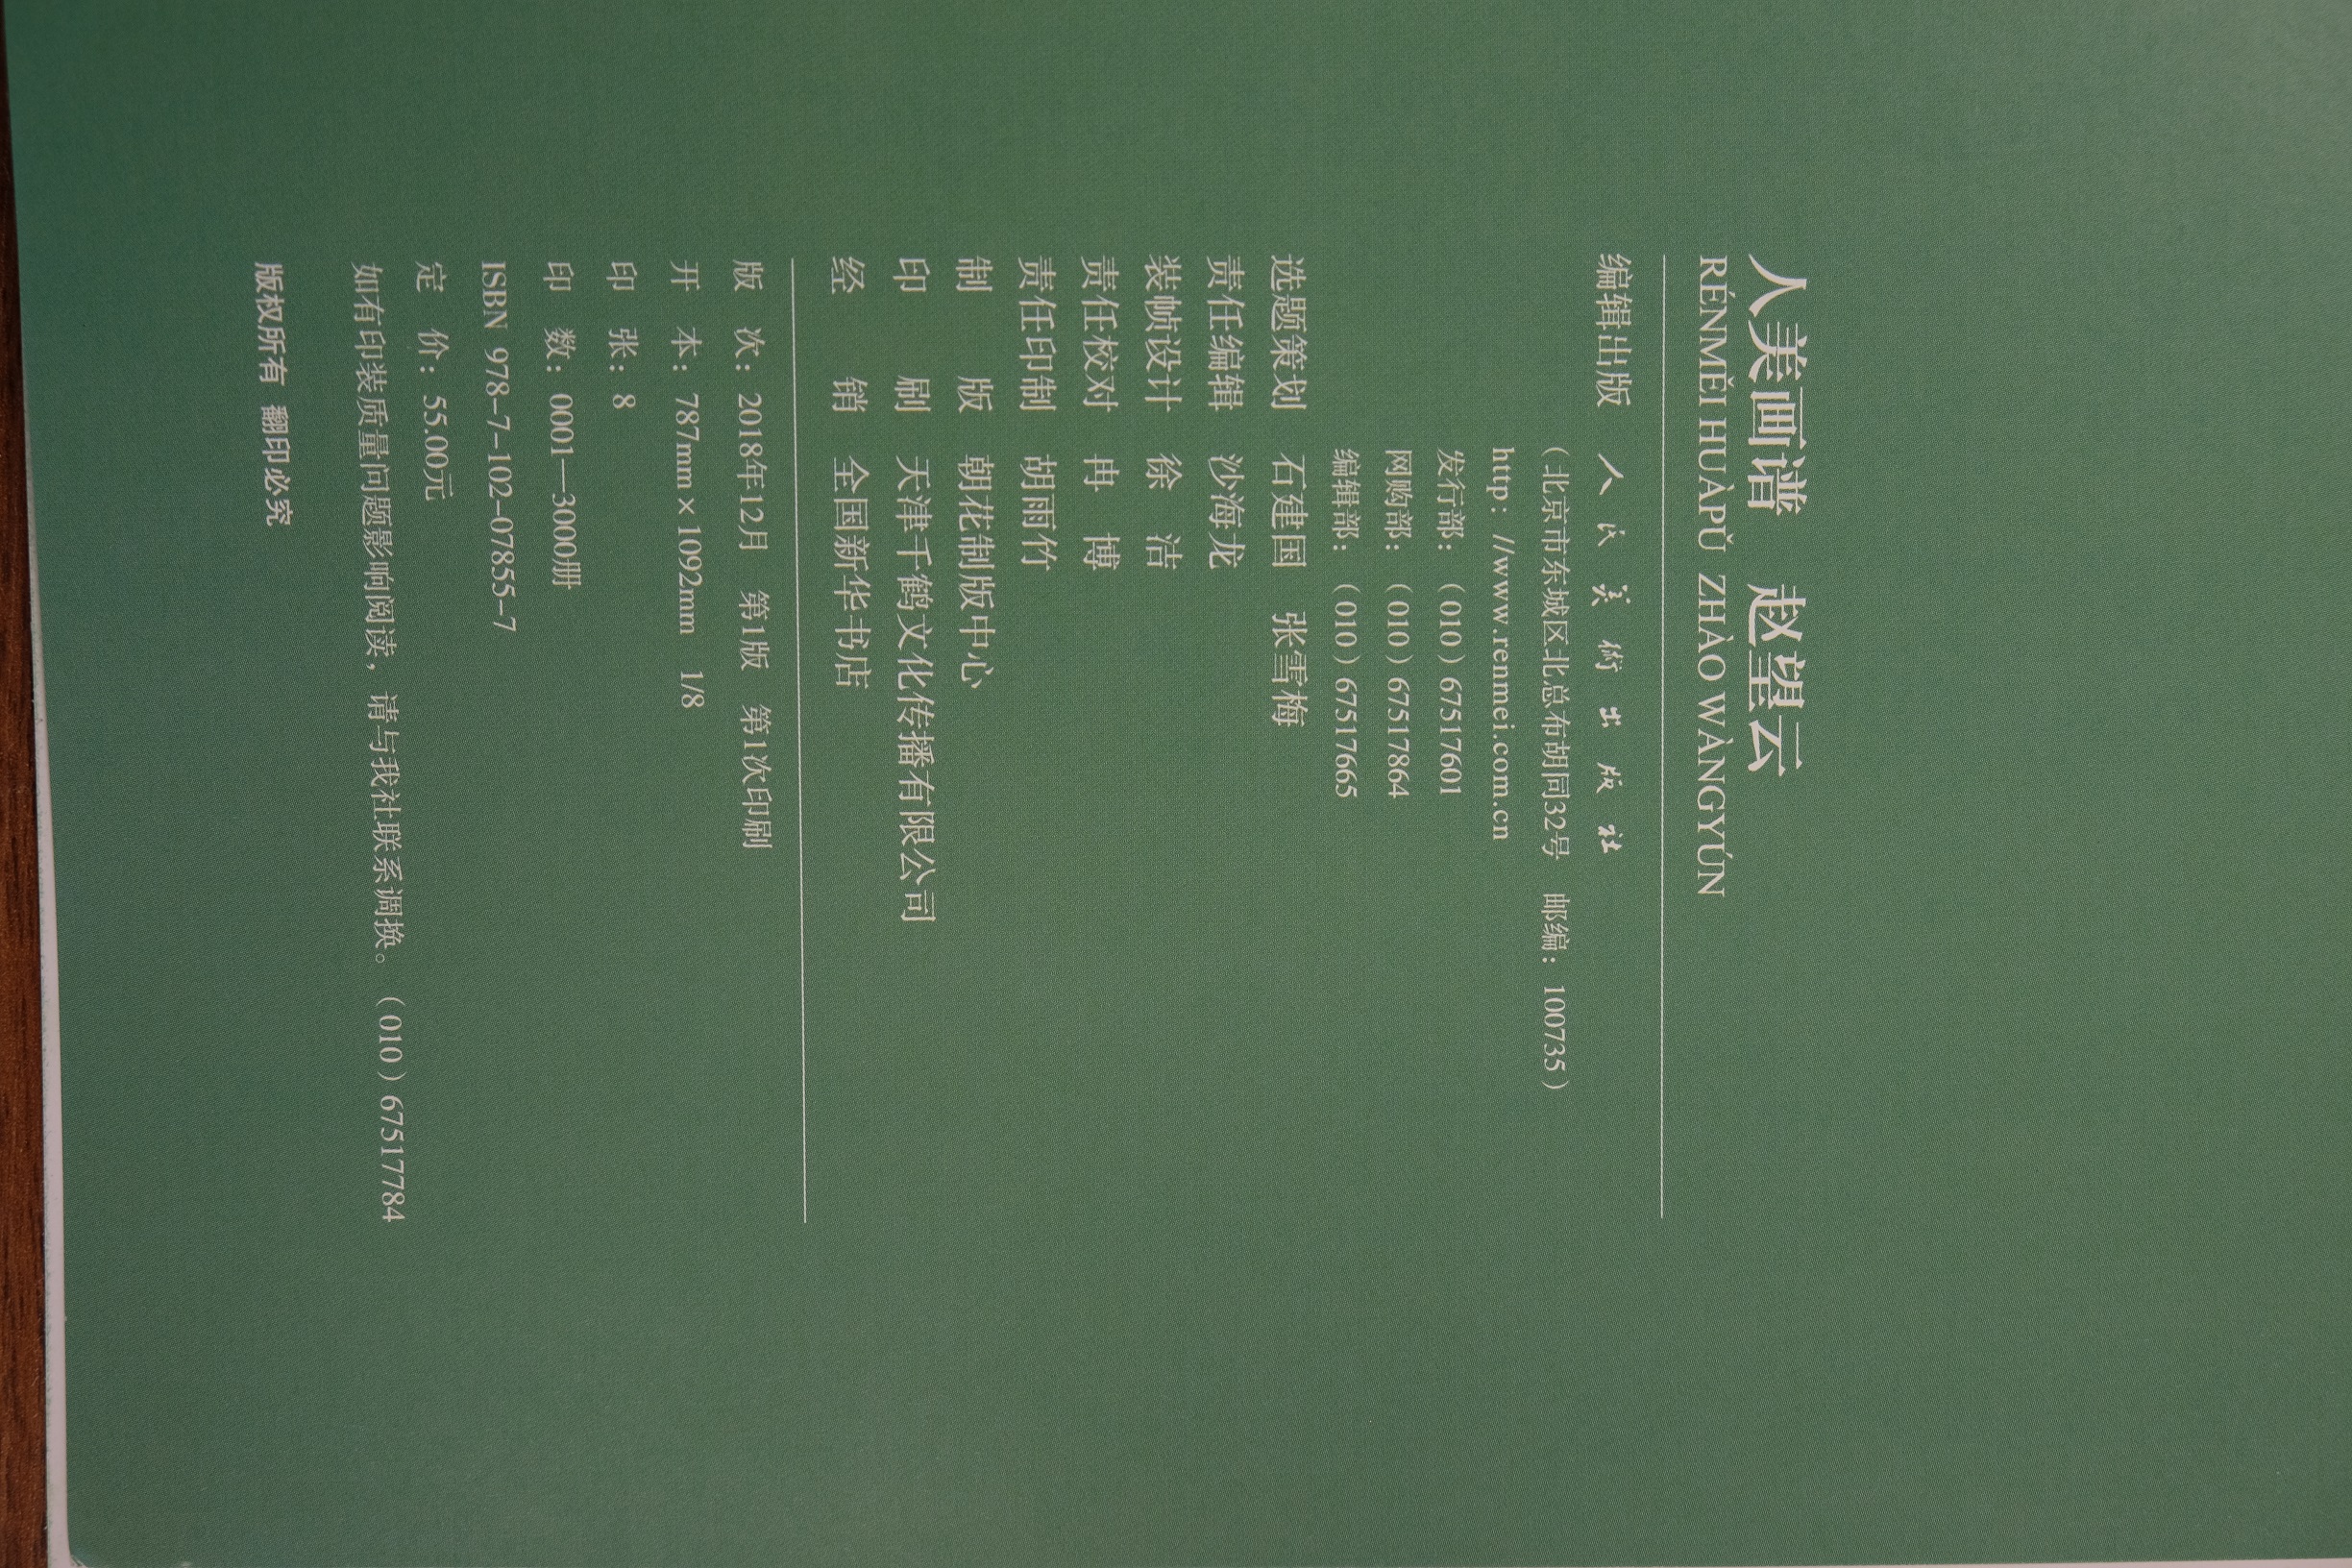 人美画谱　赵望云
RÉNMĚI HUÀPǓ  ZHÀO WÀNGYÚN
编辑出版　人民美術出版社
（北京市东城区北总布胡同32号　邮编：100735）
http：//www.renmei.com.cn
发行部：（010）67517601
网购部：（010）67517864
编辑部：（010）67517665
选题策划　石建国　张雪梅
责任编辑　沙海龙
装帧设计　徐　洁
责任校对　冉　博
责任印制　胡雨竹
制　　版　朝花制版中心
印　　刷　天津千鹤文化传播有限公司
经　　销　全国新华书店
版　次：2018年12月　第1版　第1次印刷
开　本：787mm×1092mm　1/8
印　张：8
印　数：0001—3000册
ISBN 978-7-102-07855-7
定　价：55.00元
如有印装质量问题影响阅读，请与我社联系调换。（010）67517784
版权所有　翻印必究